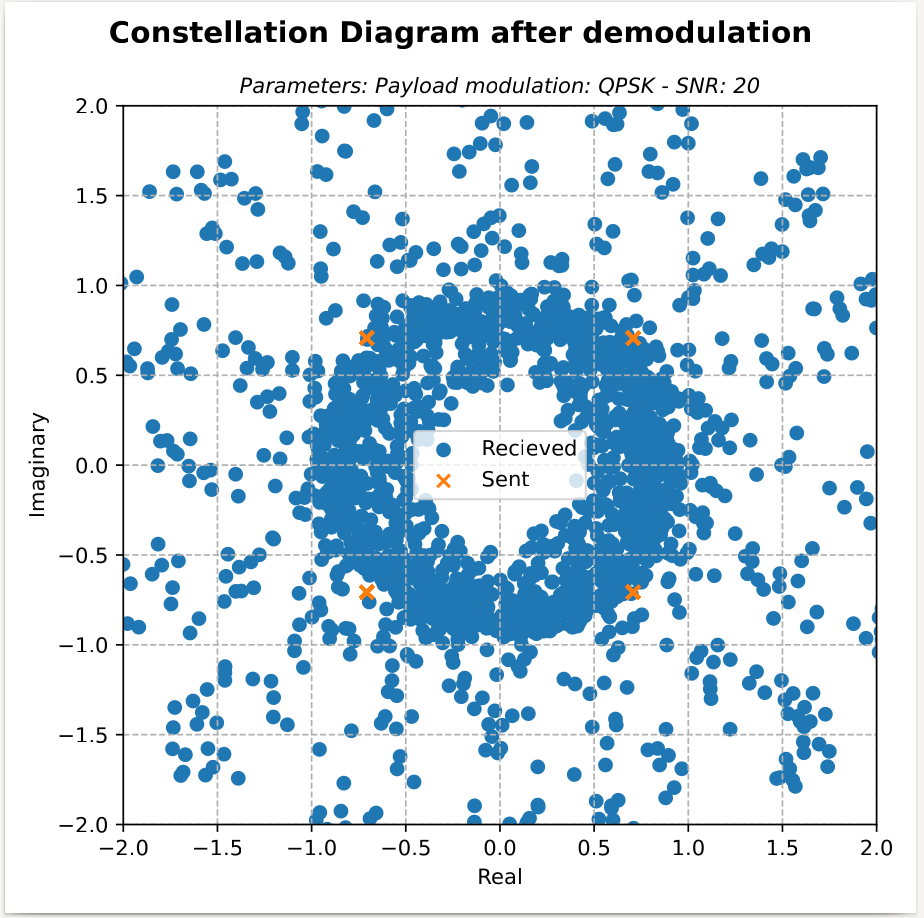 Constellation Diagram after demodulation
Parameters: Payload modulation: QPSK - SNR: 20
2.0
1.5
1.0
0.5
0.0
−0.5
−1.0
−1.5
−2.0
Imaginary
Recieved
Sent
−2.0 −1.5 −1.0 −0.5 0.0 0.5 1.0 1.5 2.0
Real